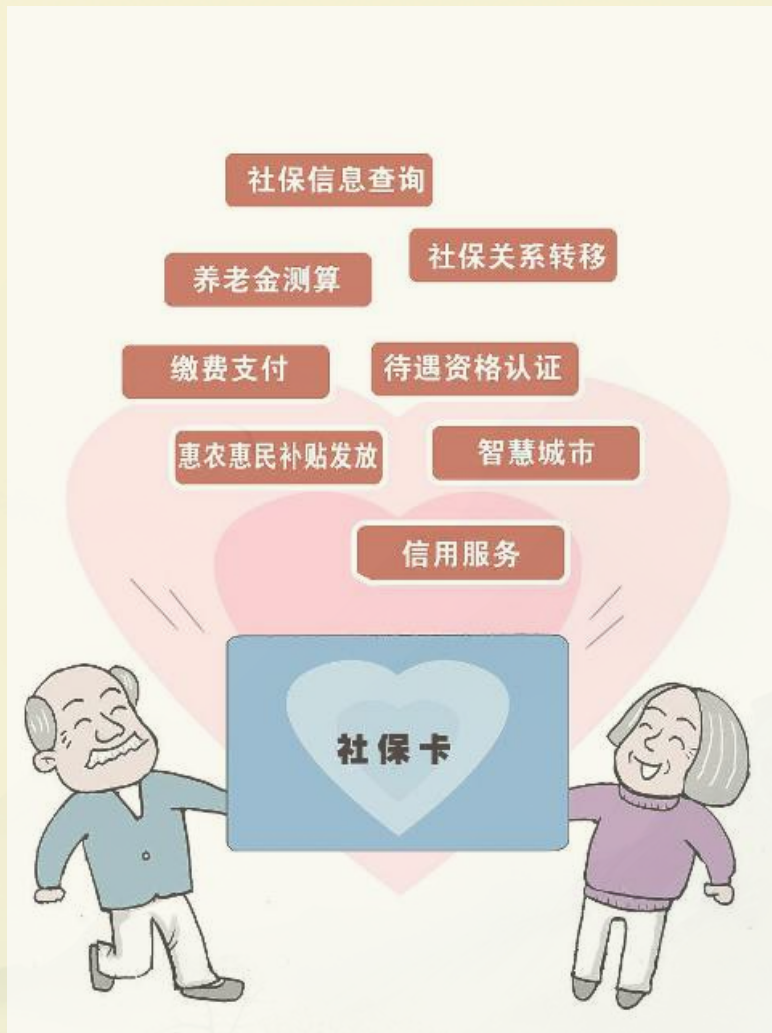 社保信息查询
社保关系转移
养老金测算
缴费支付
待遇资格认证
惠农惠民补贴发放
智慧城市
信用服务
社保卡